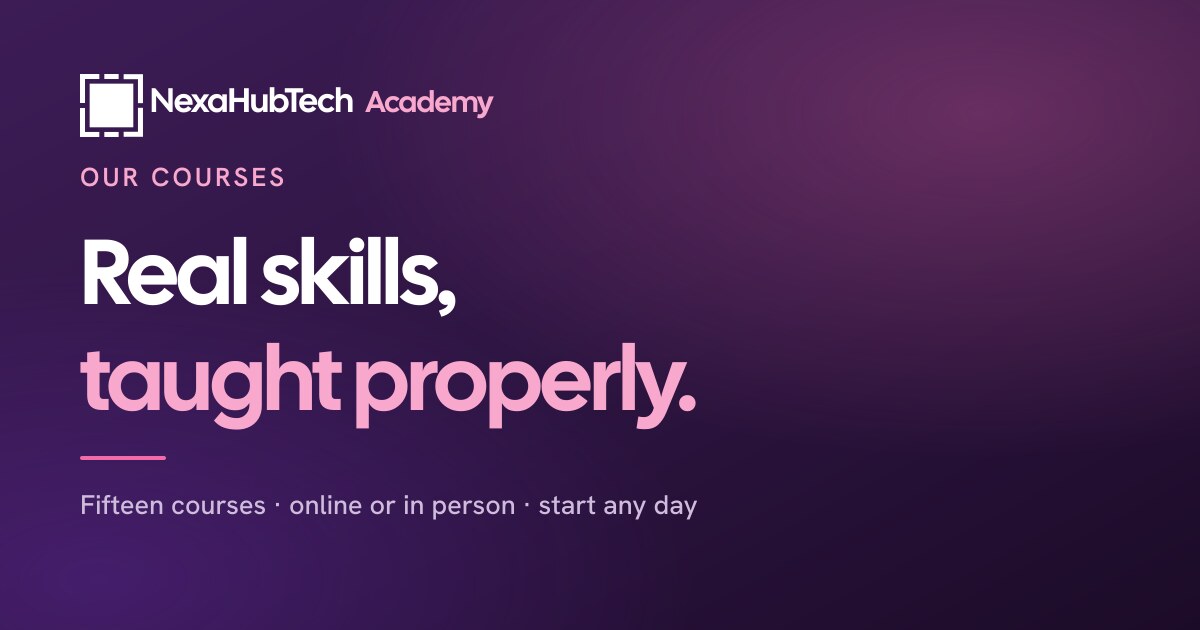 NexaHubTech Academy
OUR COURSES
Real skills,
taught properly.
Fifteen courses · online or in person · start any day